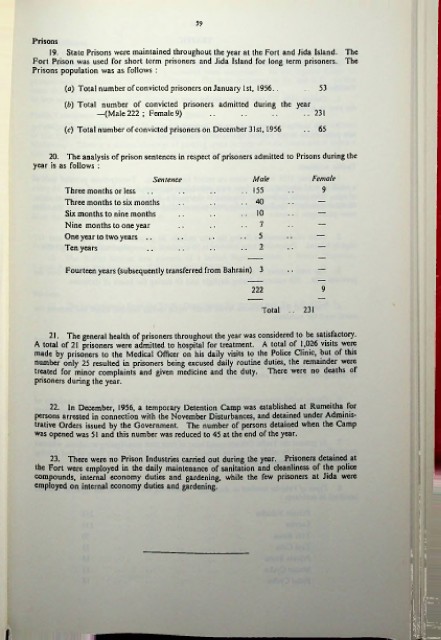 39
Prisons
19. State Prisons were maintained throughout the year at the Fort and Jida Island. The
Fort Prison was used for short term prisoners and Jida Island for long term prisoners. The
Prisons population was as follows :
(a) Total number of convicted prisoners on January 1st, 1956. . . . 53
(b) Total number of convicted prisoners admitted during the year
—(Male 222 ; Female 9) .. .. .. .. 231
(c) Total number of convicted prisoners on December 31st, 1956 .. 65
20. The analysis of prison sentences in respect of prisoners admitted to Prisons during the
year is as follows :
Sentence Male Female
Three months or less .. .. .. .. 155 .. 9
Three months to six months .. .. .. 40 .. —
Six months to nine months .. .. .. 10 .. —
Nine months to one year .. .. .. 7 .. —
One year to two years .. .. .. .. 5 .. —
Ten years .. .. .. .. 2 .. —
Fourteen years (subsequently transferred from Bahrain) 3 .. —
222 9
Total .. 231
21. The general health of prisoners throughout the year was considered to be satisfactory.
A total of 21 prisoners were admitted to hospital for treatment. A total of 1,026 visits were
made by prisoners to the Medical Officer on his daily visits to the Police Clinic, but of this
number only 25 resulted in prisoners being excused daily routine duties, the remainder were
treated for minor complaints and given medicine and the duty. There were no deaths of
prisoners during the year.
22. In December, 1956, a temporary Detention Camp was established at Rumeitha for
persons arrested in connection with the November Disturbances, and detained under Adminis-
trative Orders issued by the Government. The number of persons detained when the Camp
was opened was 51 and this number was reduced to 45 at the end of the year.
23. There were no Prison Industries carried out during the year. Prisoners detained at
the Fort were employed in the daily maintenance of sanitation and cleanliness of the police
compounds, internal economy duties and gardening, while the few prisoners at Jida were
employed on internal economy duties and gardening.